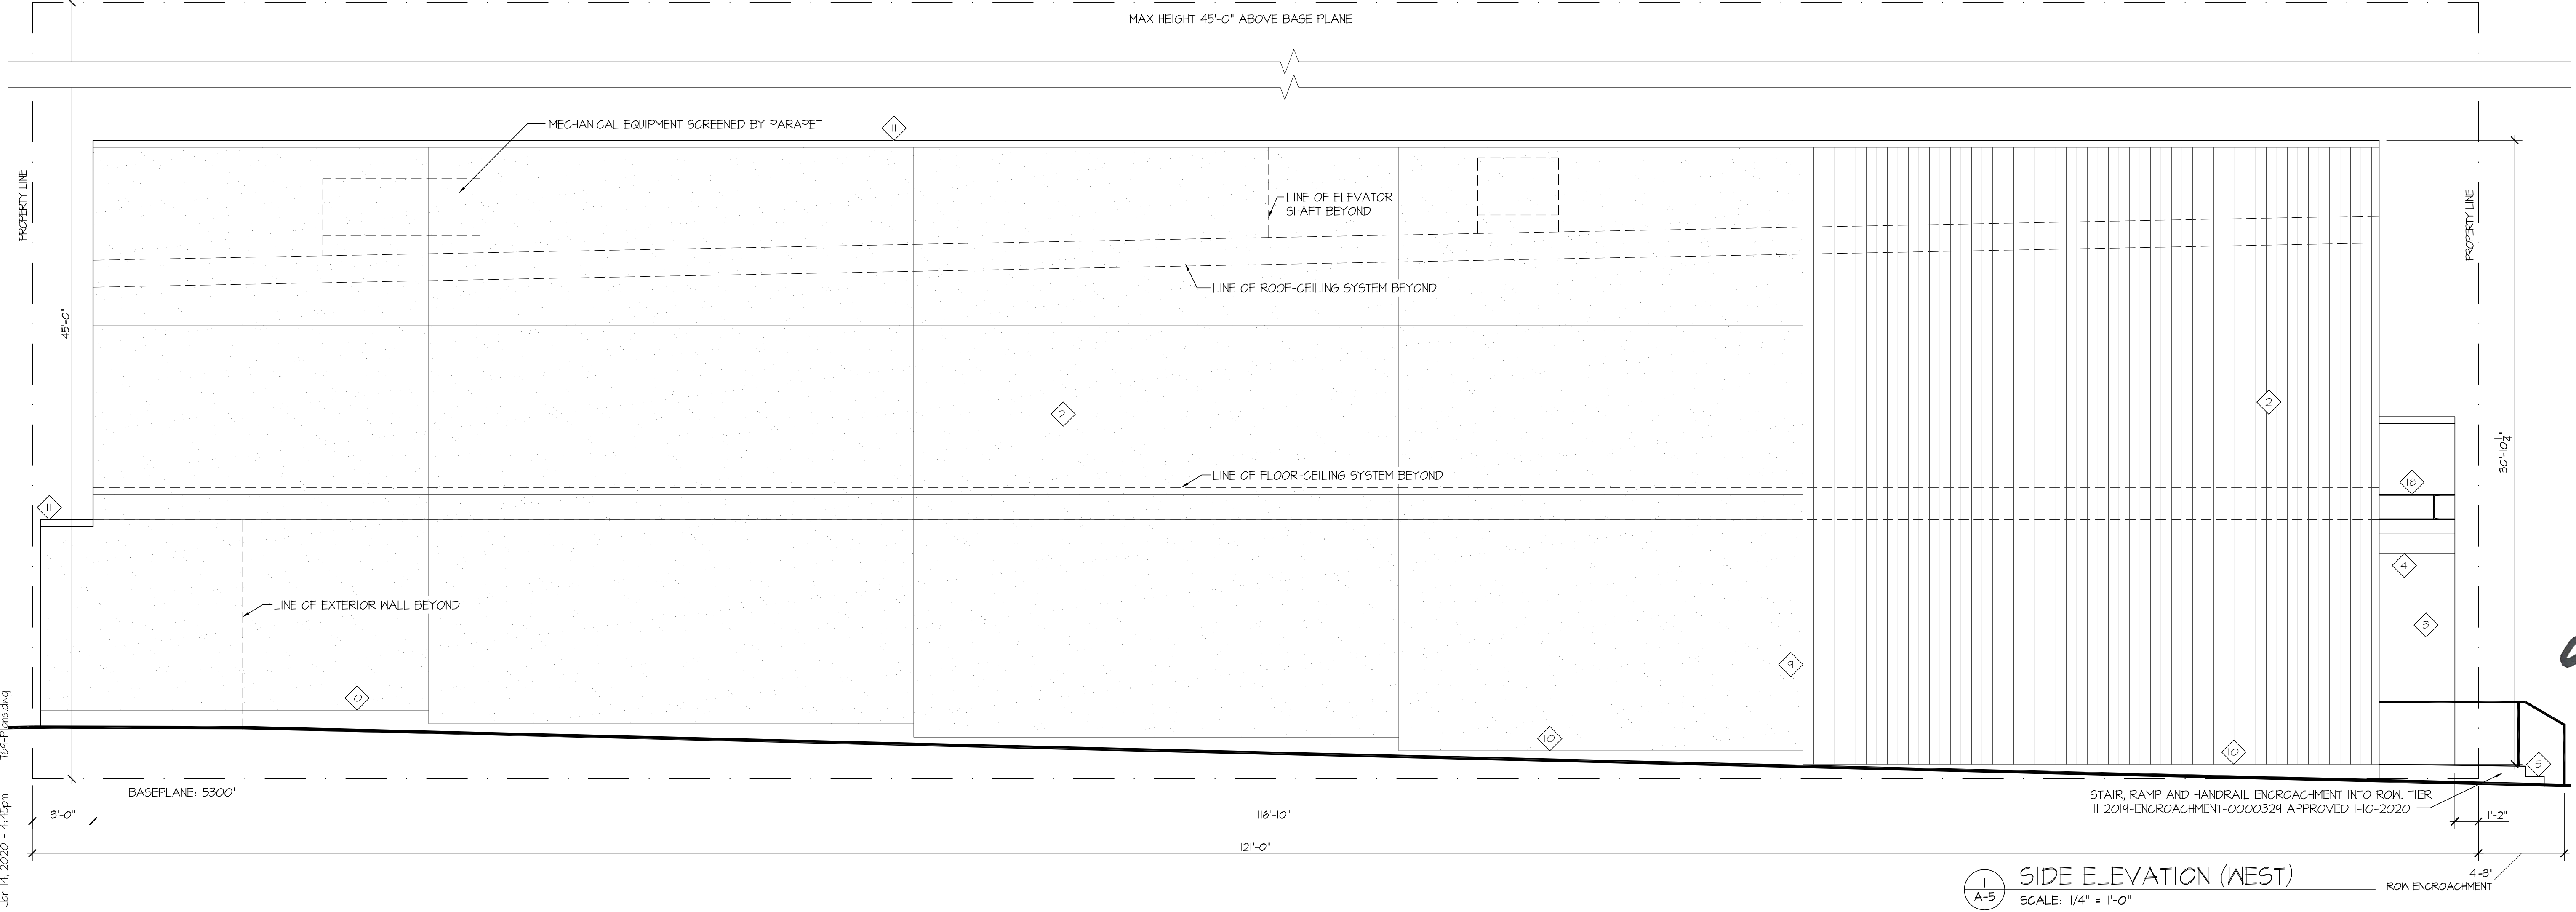 MAX HEIGHT 45'-0" ABOVE BASE PLANE
MECHANICAL EQUIPMENT SCREENED BY PARAPET
11
PROPERTY LINE
LINE OF ELEVATOR
SHAFT BEYOND
PROPERTY LINE
LINE OF ROOF-CEILING SYSTEM BEYOND
45'-0"
21
2
30'-10 1/4"
LINE OF FLOOR-CEILING SYSTEM BEYOND
18
11
4
LINE OF EXTERIOR WALL BEYOND
3
9
10
10
10
5
1769-Plans.dwg
Jan 14, 2020 - 4:45pm
BASEPLANE: 5300'
STAIR, RAMP AND HANDRAIL ENCROACHMENT INTO ROW. TIER
III 2019-ENCROACHMENT-0000329 APPROVED 1-10-2020
3'-0"
116'-10"
1'-2"
121'-0"
1
A-5
SIDE ELEVATION (WEST)
SCALE: 1/4" = 1'-0"
4'-3"
ROW ENCROACHMENT